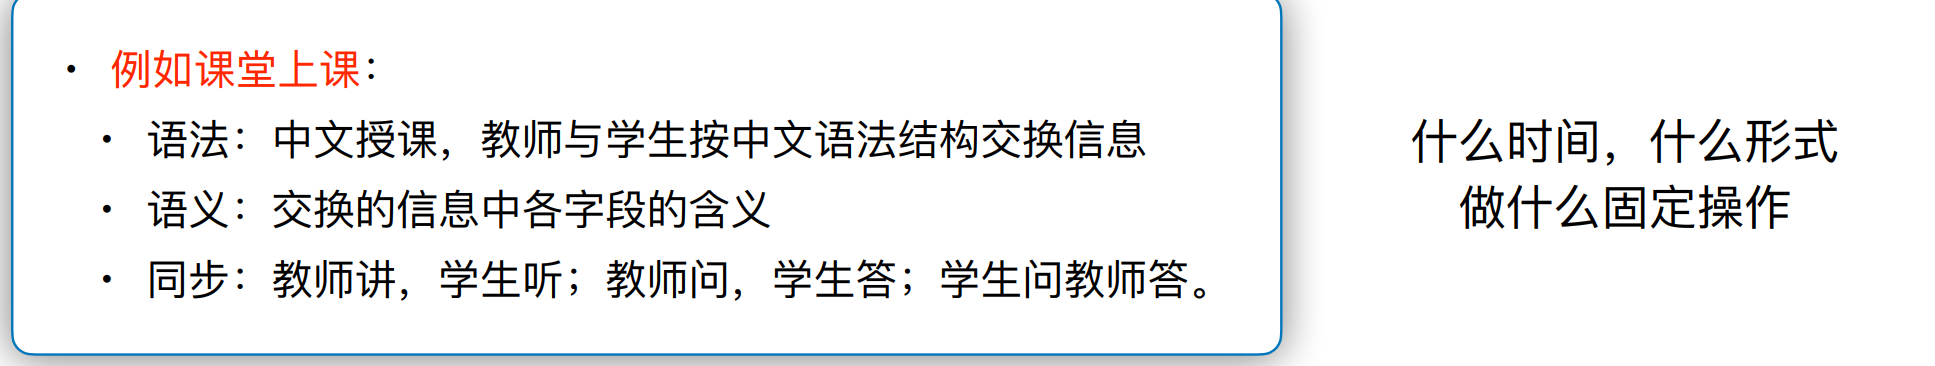 • 例如课堂上课：
• 语法：中文授课，教师与学生按中文语法结构交换信息
• 语义：交换的信息中各字段的含义
• 同步：教师讲，学生听；教师问，学生答；学生问教师答。
什么时间，什么形式
做什么固定操作